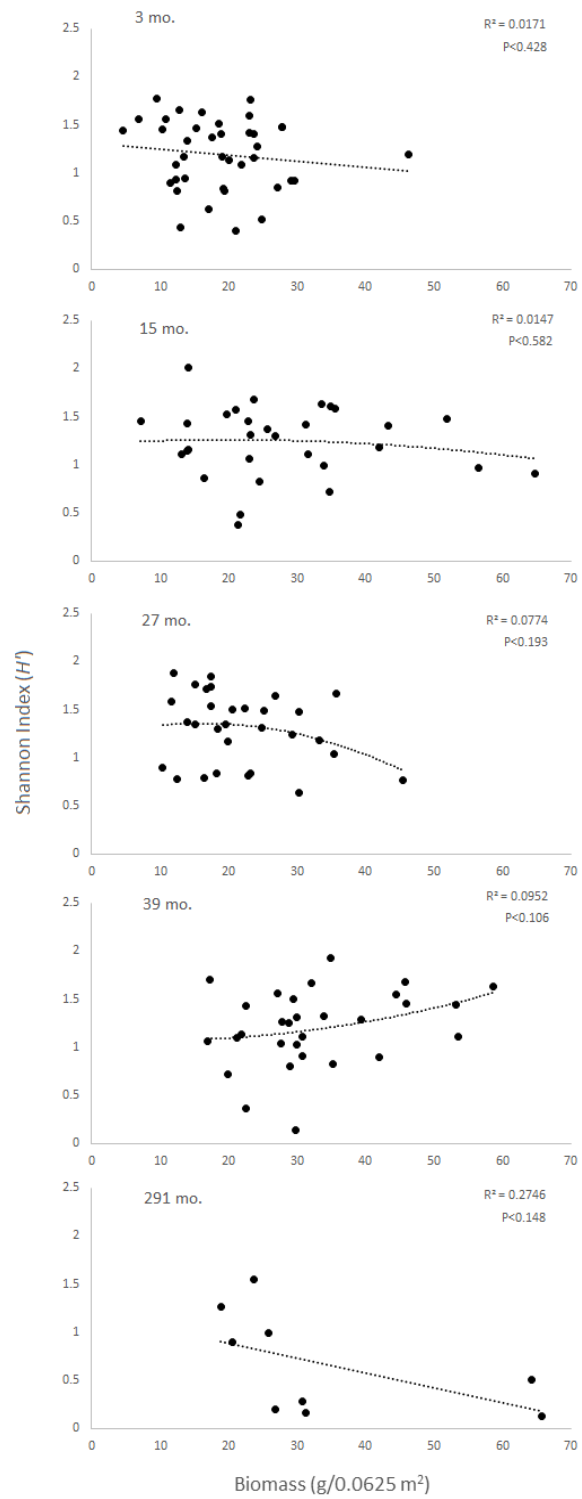 3 mo.
R² = 0.0171
P<0.428
2.5
2
1.5
1
0.5
0
0 10 20 30 40 50 60 70
15 mo.
R² = 0.0147
P<0.582
2.5
2
1.5
1
0.5
0
0 10 20 30 40 50 60 70
27 mo.
R² = 0.0774
P<0.193
2.5
2
1.5
1
0.5
0
0 10 20 30 40 50 60 70
Shannon Index (H')
39 mo.
R² = 0.0952
P<0.106
2.5
2
1.5
1
0.5
0
0 10 20 30 40 50 60 70
291 mo.
R² = 0.2746
P<0.148
2.5
2
1.5
1
0.5
0
0 10 20 30 40 50 60 70
Biomass (g/0.0625 m²)